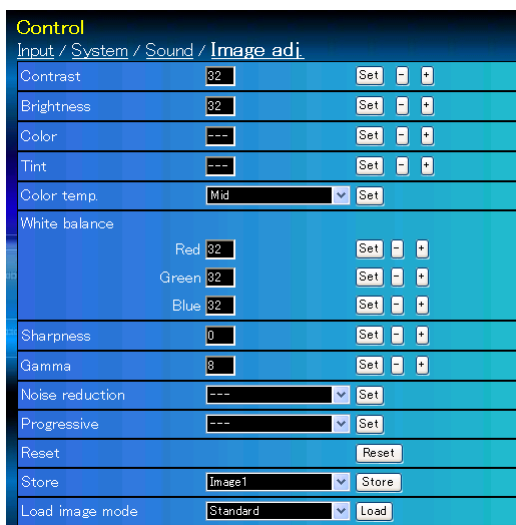 Control
Input / System / Sound / Image adj.
Contrast 32 Set - +
Brightness 32 Set - +
Color --- Set - +
Tint --- Set - +
Color temp. Mid Set
White balance
Red 32 Set - +
Green 32 Set - +
Blue 32 Set - +
Sharpness 0 Set - +
Gamma 8 Set - +
Noise reduction --- Set
Progressive --- Set
Reset Reset
Store Image1 Store
Load image mode Standard Load